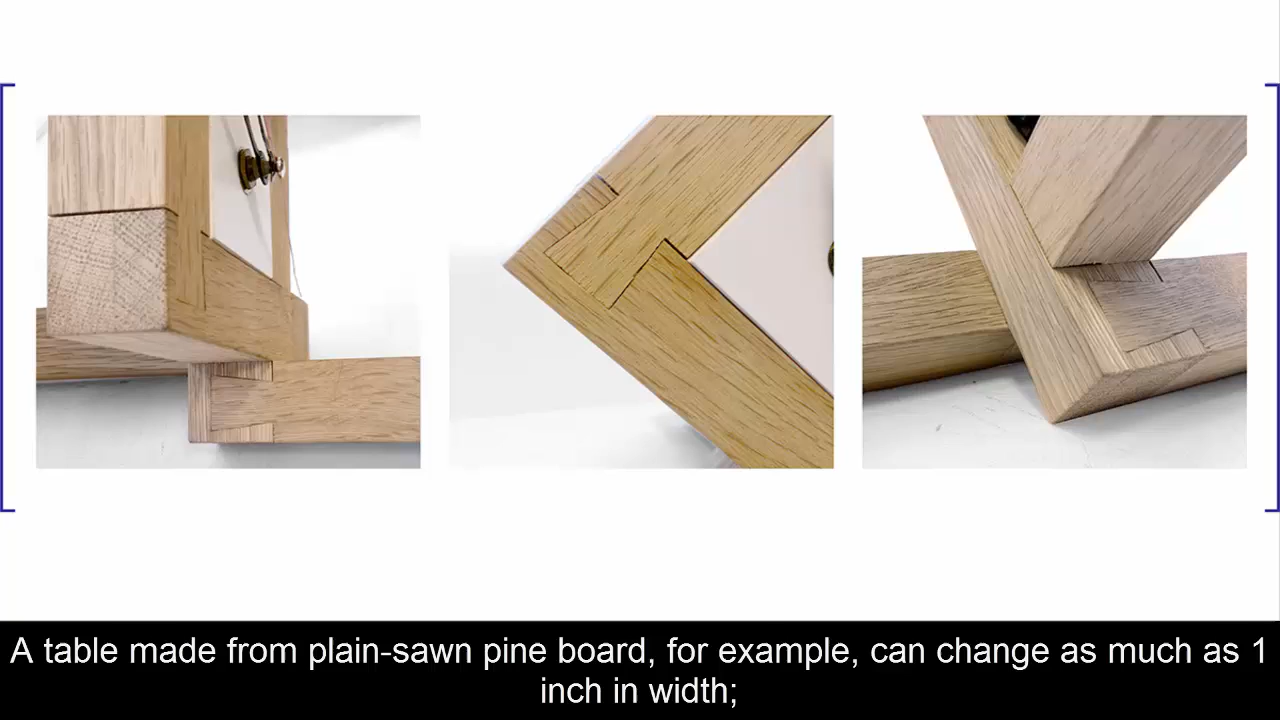 A table made from plain-sawn pine board, for example, can change as much as 1
inch in width;